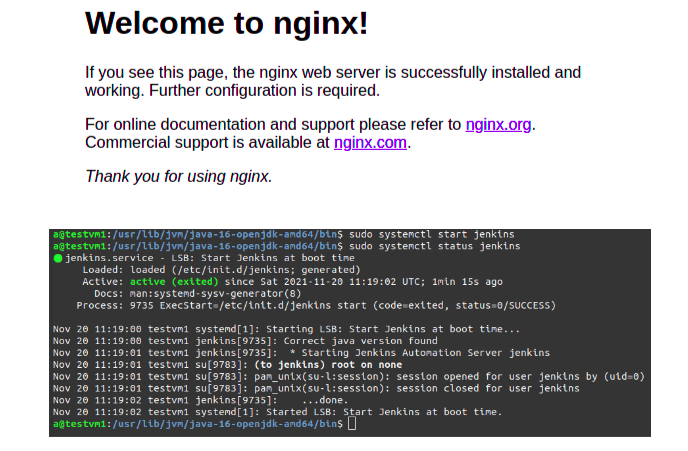 Welcome to nginx!
If you see this page, the nginx web server is successfully installed and
working. Further configuration is required.
For online documentation and support please refer to nginx.org.
Commercial support is available at nginx.com.
Thank you for using nginx.
a@testvm1:/usr/lib/jvm/java-16-openjdk-amd64/bin$ sudo systemctl start jenkins
a@testvm1:/usr/lib/jvm/java-16-openjdk-amd64/bin$ sudo systemctl status jenkins
● jenkins.service - LSB: Start Jenkins at boot time
Loaded: loaded (/etc/init.d/jenkins; generated)
Active: active (exited) since Sat 2021-11-20 11:19:02 UTC; 1min 15s ago
Docs: man:systemd-sysv-generator(8)
Process: 9735 ExecStart=/etc/init.d/jenkins start (code=exited, status=0/SUCCESS)
Nov 20 11:19:00 testvm1 systemd[1]: Starting LSB: Start Jenkins at boot time...
Nov 20 11:19:00 testvm1 jenkins[9735]: Correct java version found
Nov 20 11:19:01 testvm1 jenkins[9735]:  * Starting Jenkins Automation Server jenkins
Nov 20 11:19:01 testvm1 su[9783]: (to jenkins) root on none
Nov 20 11:19:01 testvm1 su[9783]: pam_unix(su-l:session): session opened for user jenkins by (uid=0)
Nov 20 11:19:01 testvm1 su[9783]: pam_unix(su-l:session): session closed for user jenkins
Nov 20 11:19:02 testvm1 jenkins[9735]:    ...done.
Nov 20 11:19:02 testvm1 systemd[1]: Started LSB: Start Jenkins at boot time.
a@testvm1:/usr/lib/jvm/java-16-openjdk-amd64/bin$